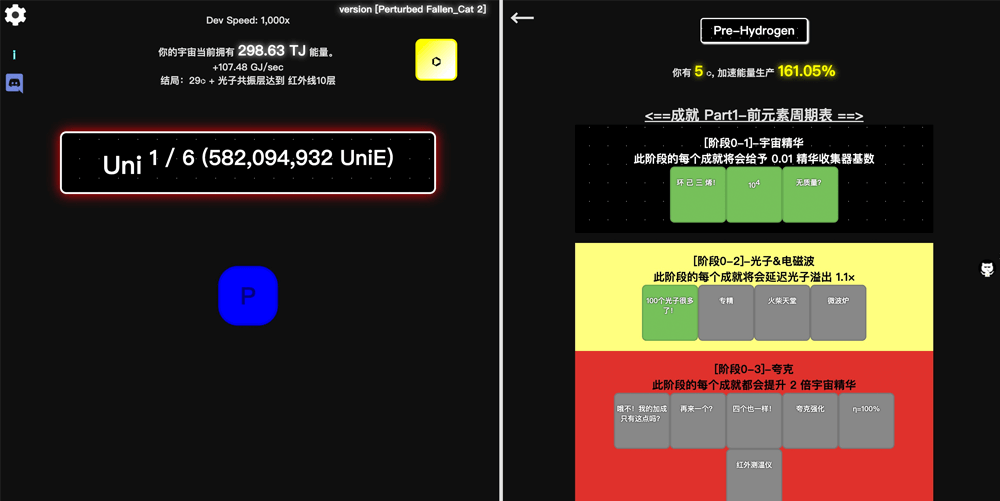 version [Perturbed Fallen_Cat 2]
Dev Speed: 1,000x
你的宇宙当前拥有 298.63 TJ 能量。
+107.48 GJ/sec
结局：29○ + 光子共振层达到 红外线10层
i
Uni 1 / 6 (582,094,932 UniE)
P
Pre-Hydrogen
你有 5 ○, 加速能量生产 161.05%
<==成就 Part1-前元素周期表 ==>
[阶段0-1]-宇宙精华
此阶段的每个成就将会给予 0.01 精华收集器基数
环 己 三 烯！
10^4
无质量？
[阶段0-2]-光子&电磁波
此阶段的每个成就将会延迟光子溢出 1.1×
100个光子很多
了！
专精
火柴天堂
微波炉
[阶段0-3]-夸克
此阶段的每个成就都会提升 2 倍宇宙精华
哦不！我的加成
只有这点吗？
再来一个？
四个也一样！
夸克强化
η=100%
红外测温仪